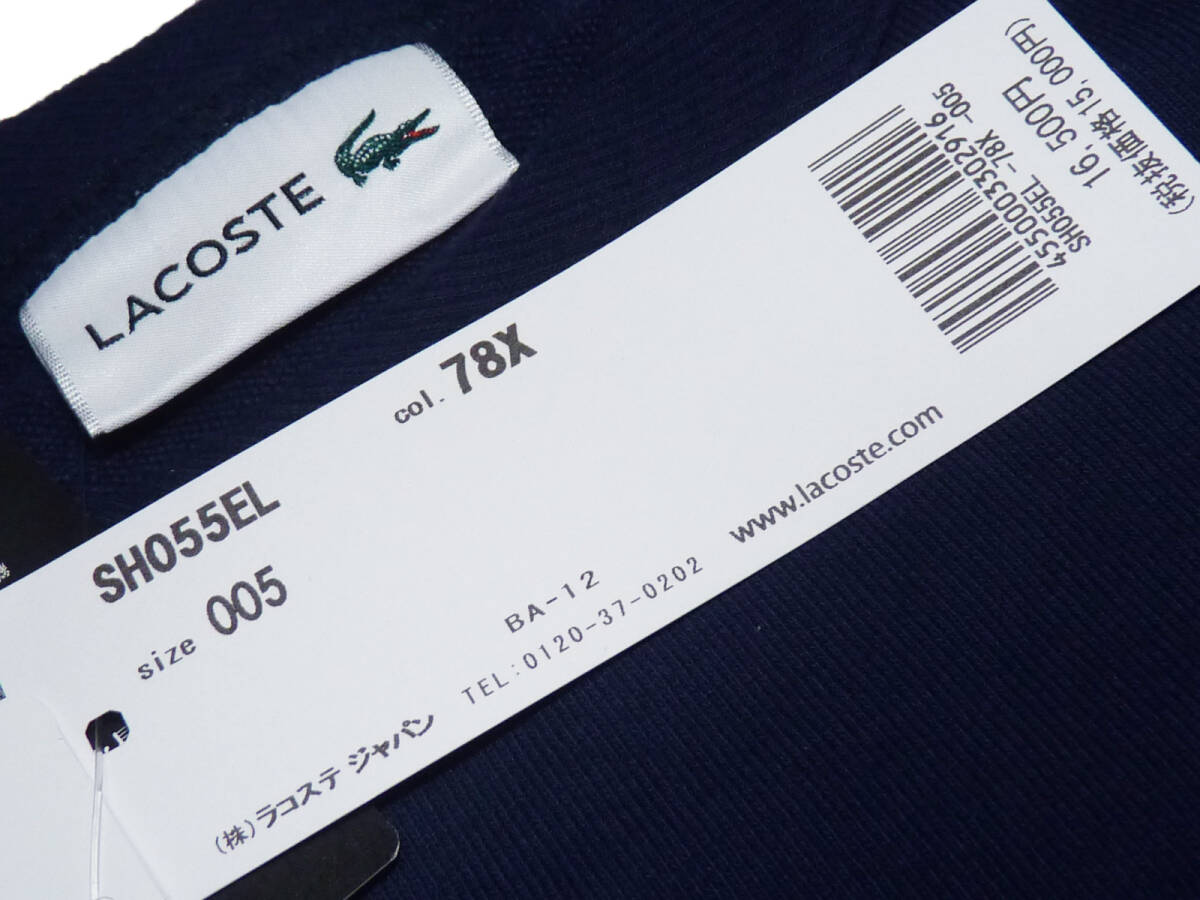 LACOSTE
SH055EL
col. 78X
size 005
BA-12
TEL:0120-37-0202
(株)ラコステ ジャパン
www.lacoste.com
4550003302916
SH055EL -78X -005
16,500円
(税抜価格15,000円)